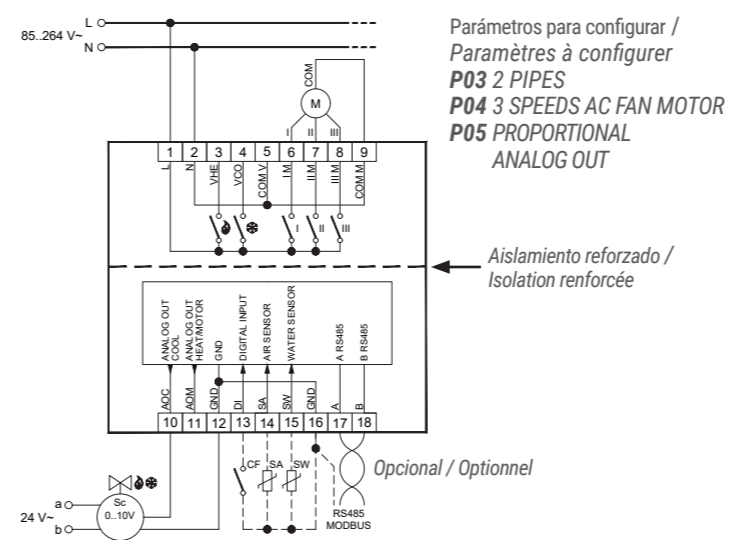 L
85..264 V~
N
Parámetros para configurar /
Paramètres à configurer
P03 2 PIPES
P04 3 SPEEDS AC FAN MOTOR
P05 PROPORTIONAL
ANALOG OUT
COM
M
I II III
1 2 3 4 5 6 7 8 9
L
N
VHE
VCO
COM V
I M
II M
III M
COM M
I II III
Aislamiento reforzado /
Isolation renforcée
ANALOG OUT
COOL
ANALOG OUT
HEAT/MOTOR
GND
DIGITAL INPUT
AIR SENSOR
WATER SENSOR
A RS485
B RS485
AOC
AOM
GND
DI
SA
SW
GND
A
B
10 11 12 13 14 15 16 17 18
CF SA SW
Opcional / Optionnel
RS485
MODBUS
a
24 V~
b
Sc
0..10V